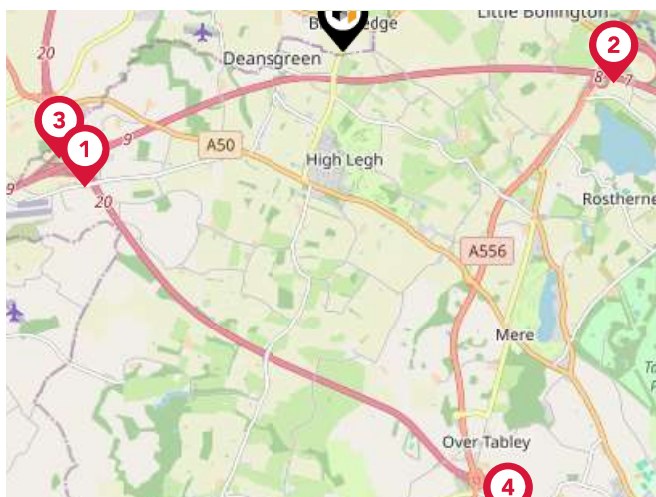 Little Bollington
Deansgreen
2
8
7
20
3
1
9
A50
High Legh
9
20
Rostherne
A556
Mere
Over Tabley
4